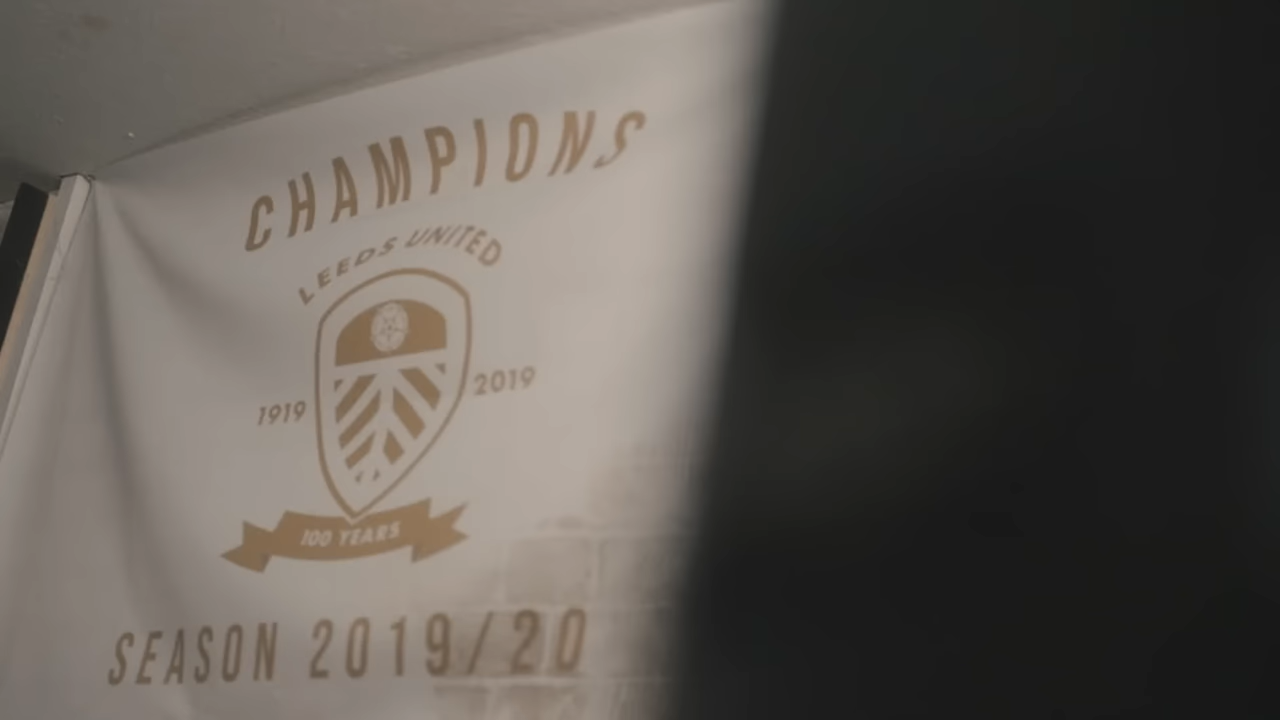 CHAMPIONS
LEEDS UNITED
1919 2019
100 YEARS
SEASON 2019/20